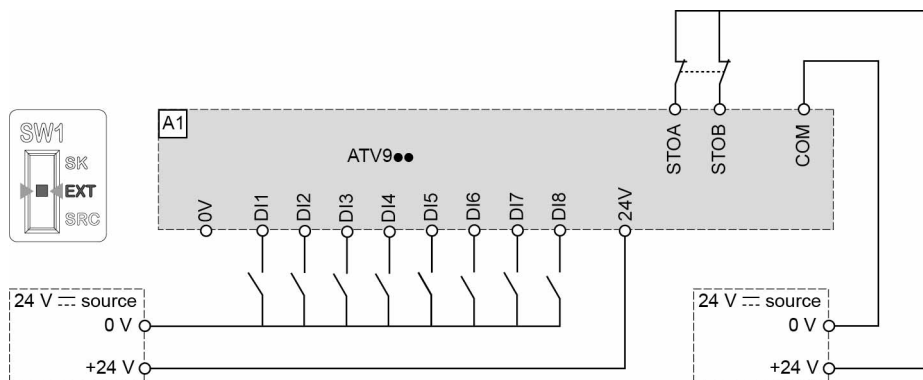 SW1
SK
EXT
SRC
A1
ATV9●●
STOA
STOB
COM
0V
DI1
DI2
DI3
DI4
DI5
DI6
DI7
DI8
24V
24 V ⎓ source
0 V
+24 V
24 V ⎓ source
0 V
+24 V